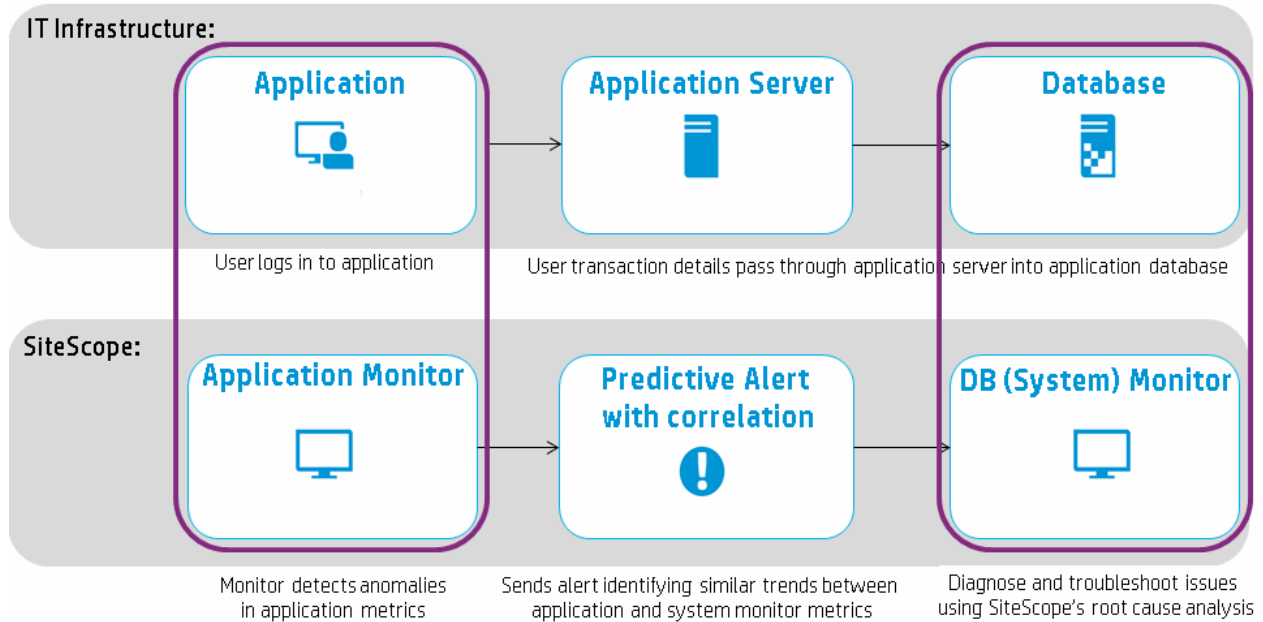 IT Infrastructure:
Application
Application Server
Database
User logs in to application
User transaction details pass through application server into application database
SiteScope:
Application Monitor
Predictive Alert
with correlation
DB (System) Monitor
Monitor detects anomalies
in application metrics
Sends alert identifying similar trends between
application and system monitor metrics
Diagnose and troubleshoot issues
using SiteScope's root cause analysis